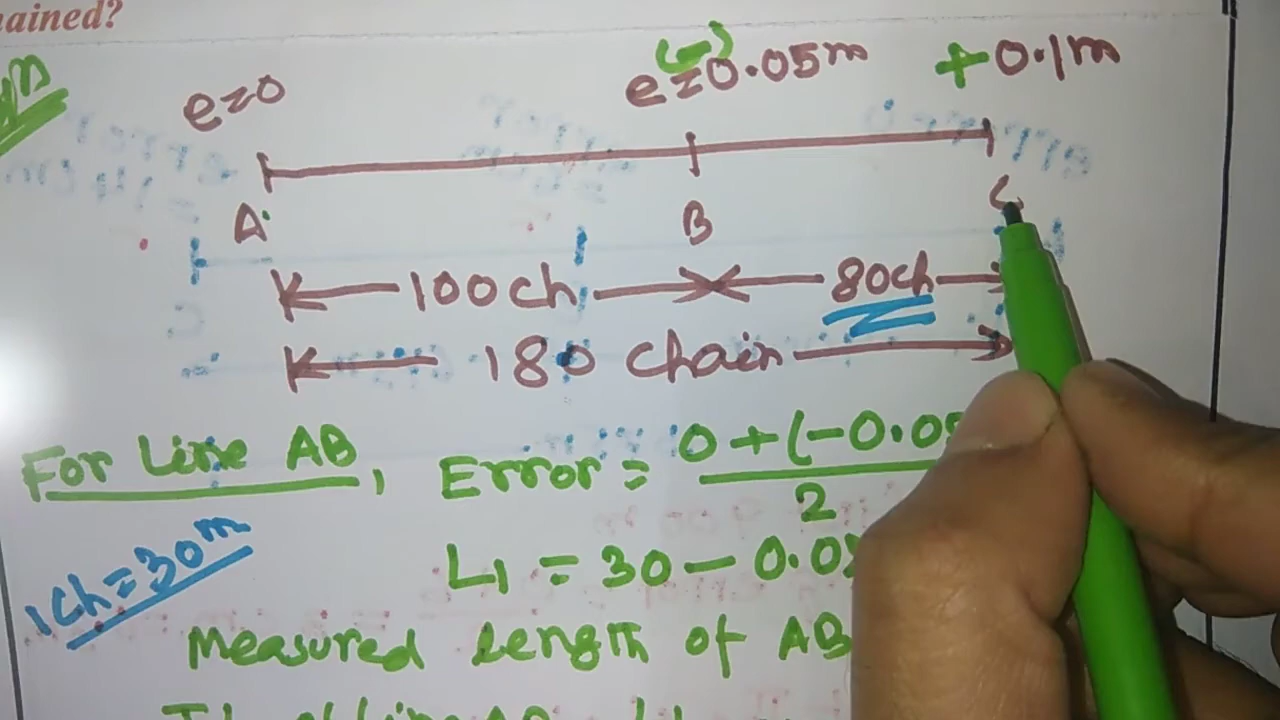 ained?
m
e=0 (-) e=0.05m +0.1m
A B C
100ch 80ch
180 chain
For Line AB, Error = 0+(-0.05
2
L1 = 30-0.0
1Ch=30m
Measured Length of AB